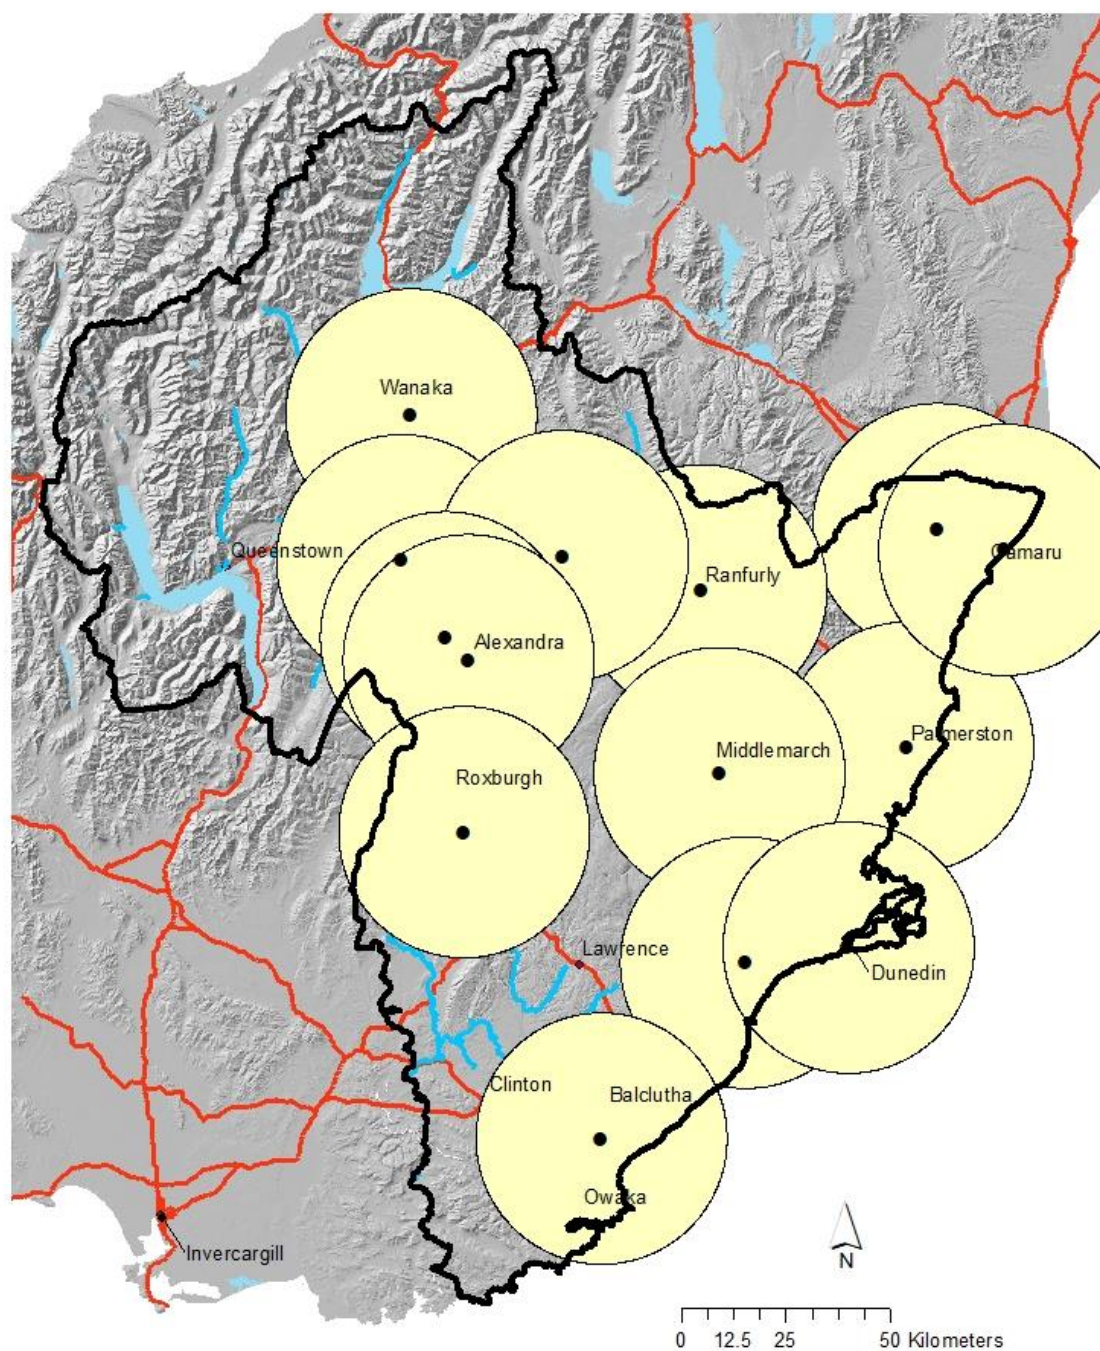 Wanaka
Queenstown
Ranfurly
Oamaru
Alexandra
Palmerston
Middlemarch
Roxburgh
Lawrence
Dunedin
Clinton
Balclutha
Owaka
Invercargill
N
0 12.5 25 50 Kilometers